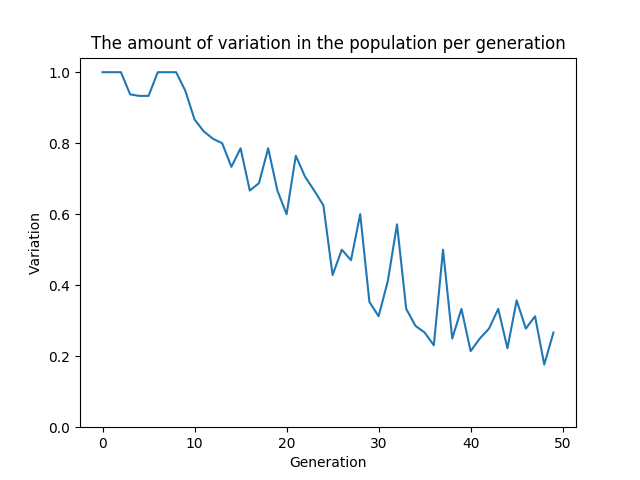 The amount of variation in the population per generation
1.0
0.8
0.6
0.4
0.2
0.0
Variation
0 10 20 30 40 50
Generation